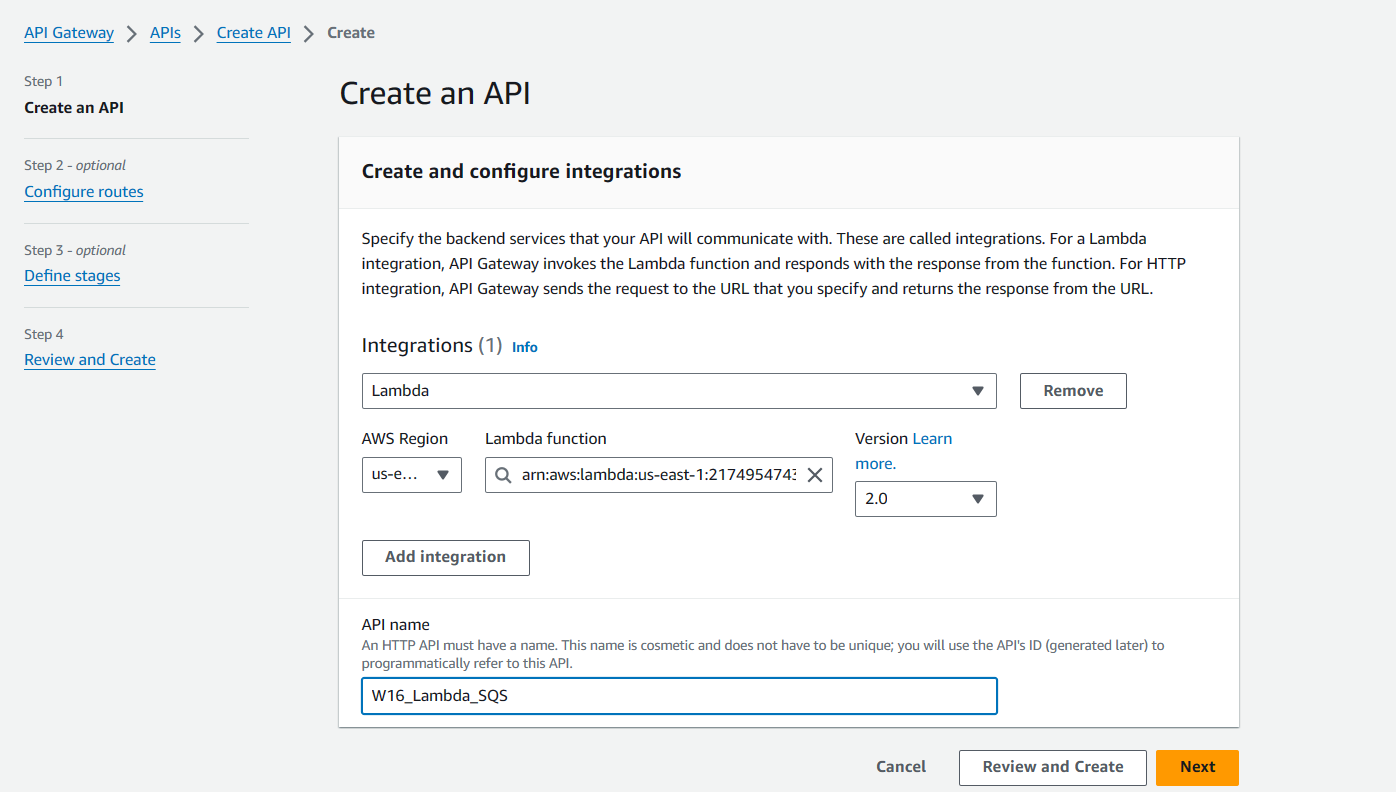 API Gateway > APIs > Create API > Create
Step 1
Create an API
Step 2 - optional
Configure routes
Step 3 - optional
Define stages
Step 4
Review and Create
Create an API
Create and configure integrations
Specify the backend services that your API will communicate with. These are called integrations. For a Lambda
integration, API Gateway invokes the Lambda function and responds with the response from the function. For HTTP
integration, API Gateway sends the request to the URL that you specify and returns the response from the URL.
Integrations (1) Info
Lambda
Remove
AWS Region
us-e...
Lambda function
arn:aws:lambda:us-east-1:2174954743
Version Learn
more.
2.0
Add integration
API name
An HTTP API must have a name. This name is cosmetic and does not have to be unique; you will use the API's ID (generated later) to
programmatically refer to this API.
W16_Lambda_SQS
Cancel
Review and Create
Next